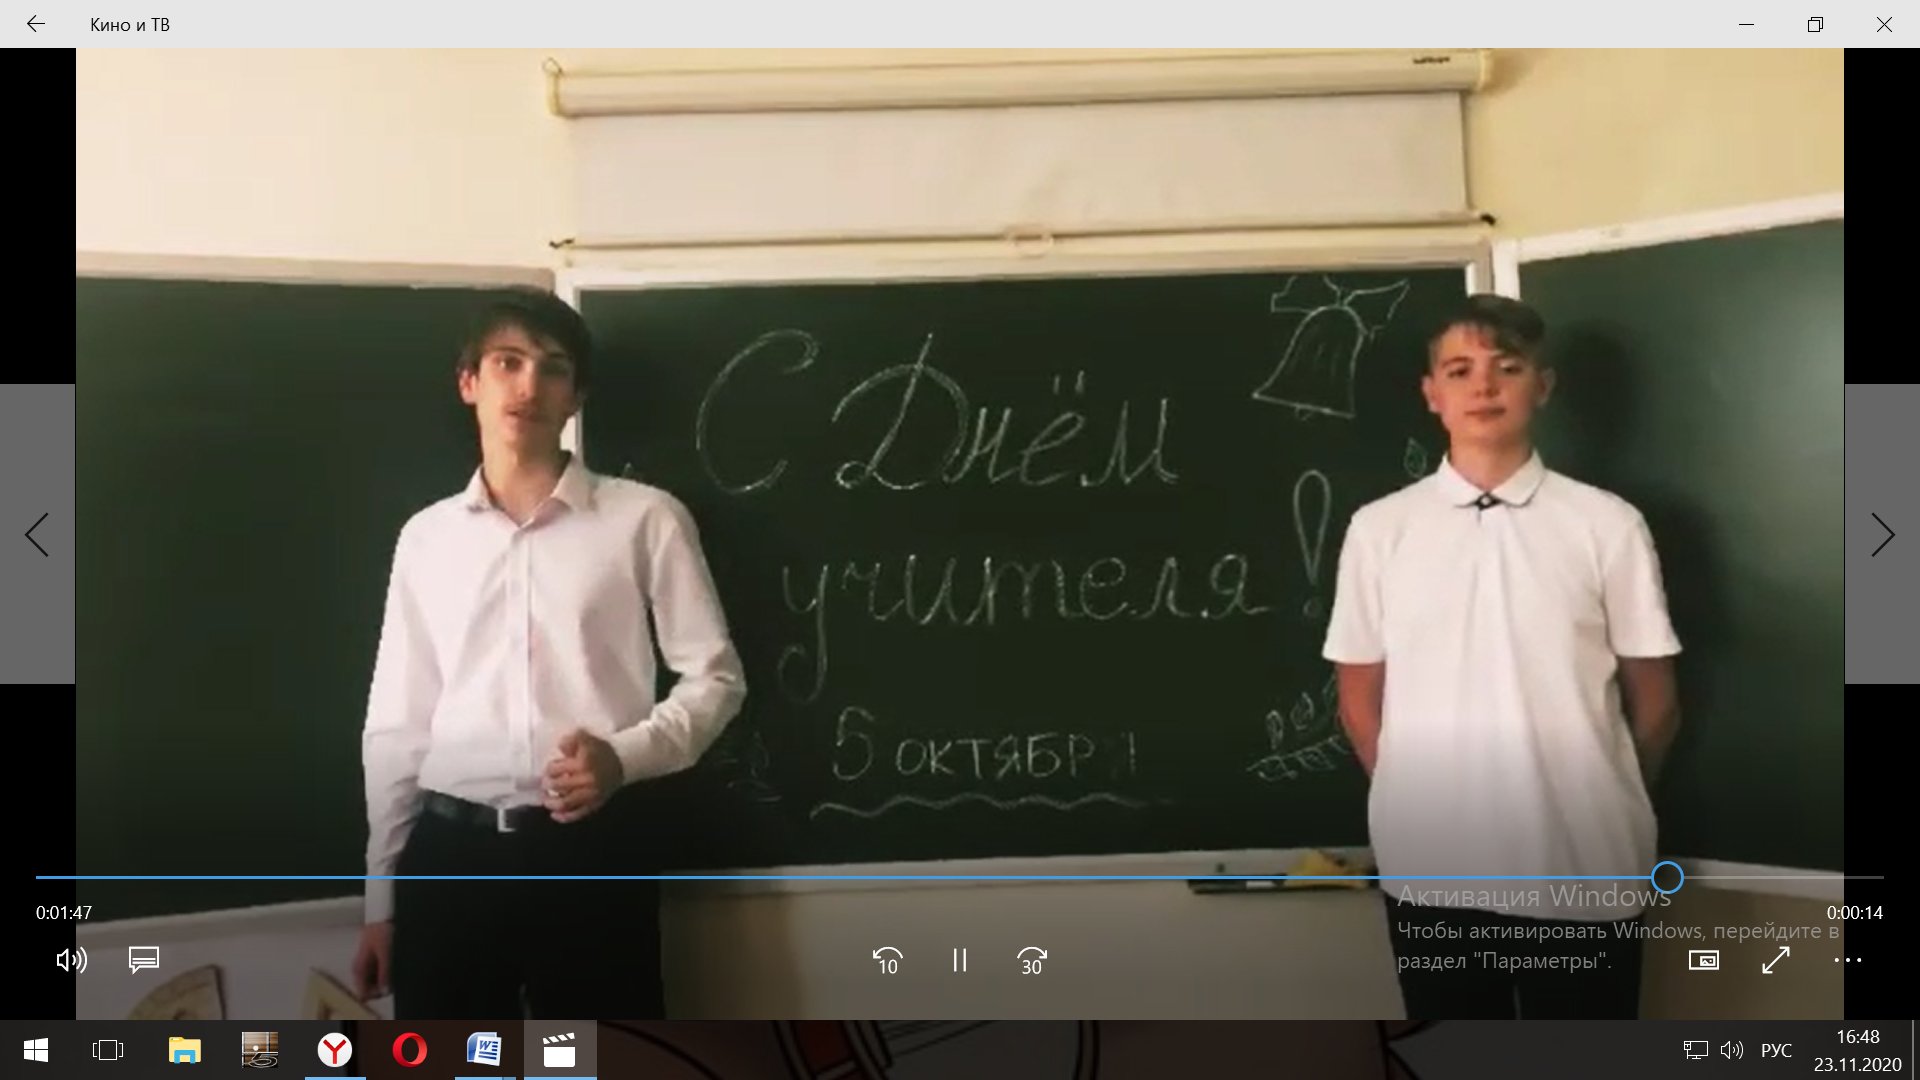 Кино и ТВ
С Днём
учителя!
5 октября
0:01:47
0:00:14
Активация Windows
Чтобы активировать Windows, перейдите в
раздел "Параметры".
10
30
РУС
16:48
23.11.2020